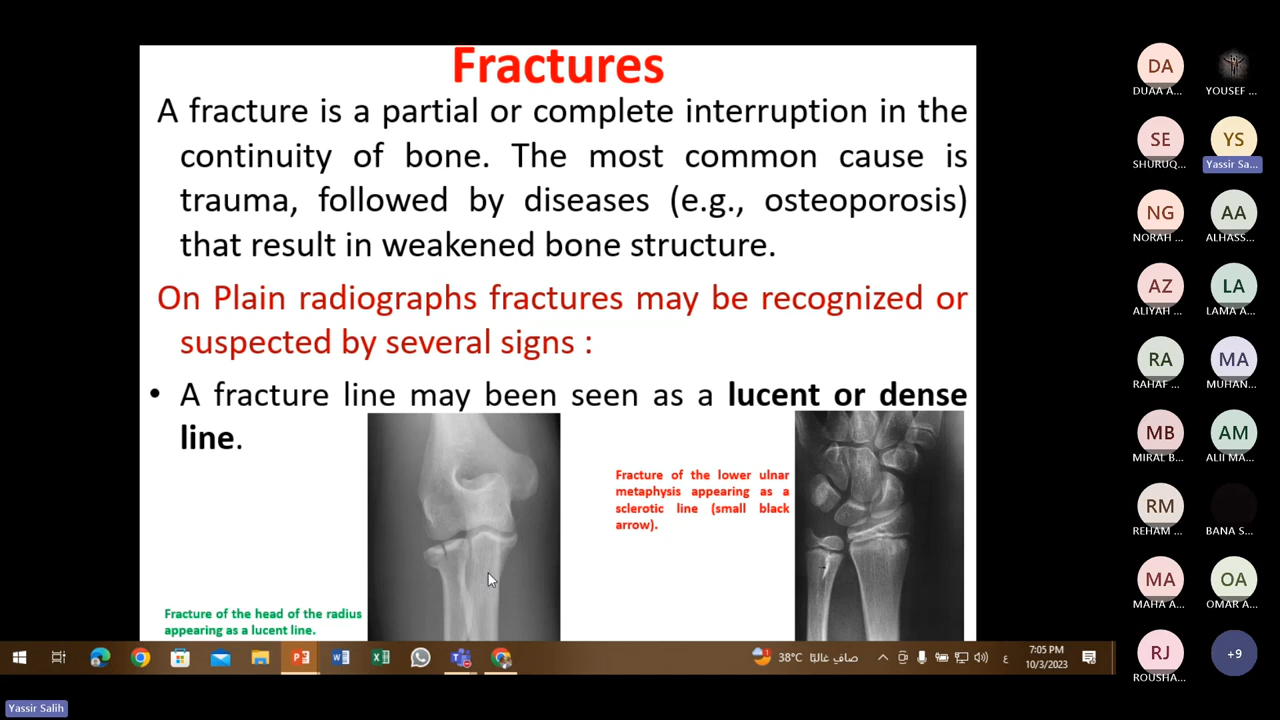 Fractures
A fracture is a partial or complete interruption in the
continuity of bone. The most common cause is
trauma, followed by diseases (e.g., osteoporosis)
that result in weakened bone structure.
On Plain radiographs fractures may be recognized or
suspected by several signs :
• A fracture line may been seen as a lucent or dense
line.
Fracture of the lower ulnar
metaphysis appearing as a
sclerotic line (small black
arrow).
Fracture of the head of the radius
appearing as a lucent line.
DA
DUAA A...
YOUSEF ...
SE
SHURUQ...
YS
Yassir Sa...
NG
NORAH ...
AA
ALHASS...
AZ
ALIYAH ...
LA
LAMA A...
RA
RAHAF ...
MA
MUHAN...
MB
MIRAL B...
AM
ALII MA...
RM
REHAM ...
BANA S...
MA
MAHA A...
OA
OMAR A...
RJ
ROUSHA...
+9
38°C صافي غالبًا
ع
7:05 PM
10/3/2023
Yassir Salih